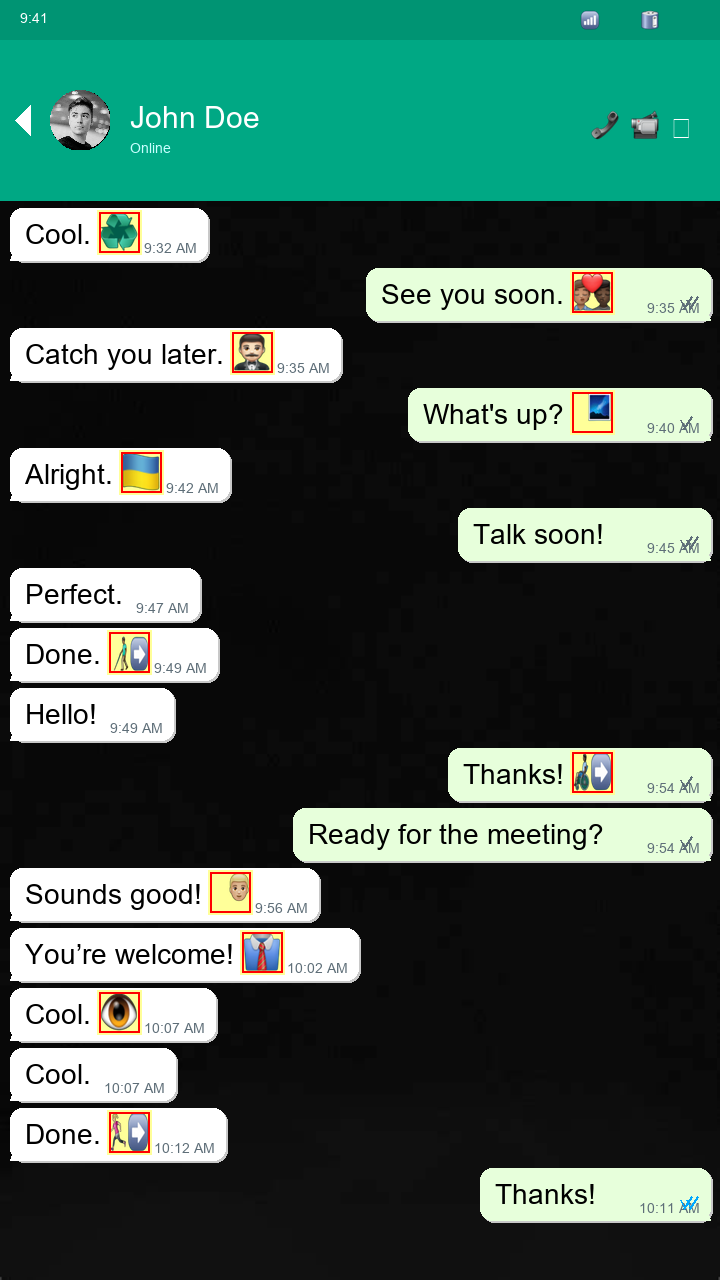 9:41
John Doe
Online
Cool. ♻️ 9:32 AM
See you soon. 9:35 AM
Catch you later. 9:35 AM
What's up? 9:40 AM
Alright. 🇺🇦 9:42 AM
Talk soon! 9:45 AM
Perfect. 9:47 AM
Done. 9:49 AM
Hello! 9:49 AM
Thanks! 9:54 AM
Ready for the meeting? 9:54 AM
Sounds good! 9:56 AM
You’re welcome! 👔 10:02 AM
Cool. 👁️ 10:07 AM
Cool. 10:07 AM
Done. 10:12 AM
Thanks! 10:11 AM